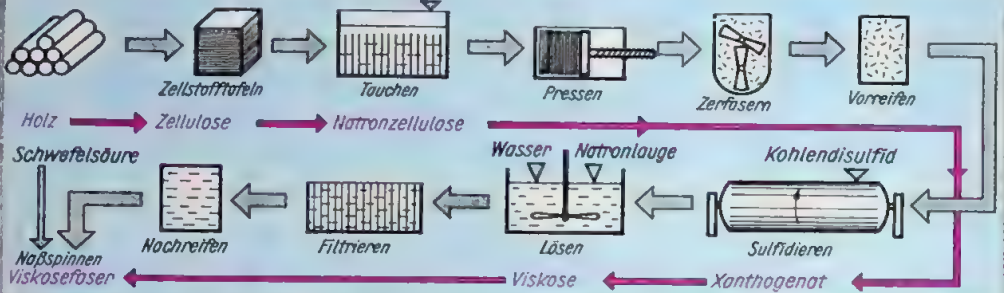 Zellstofftafeln
Tauchen
Pressen
Zerfasern
Vorreifen
Holz
Zellulose
Natronzellulose
Schwefelsäure
Wasser
Natronlauge
Kohlendisulfid
Naßspinnen
Nachreifen
Filtrieren
Lösen
Sulfidieren
Viskosefaser
Viskose
Xanthogenat